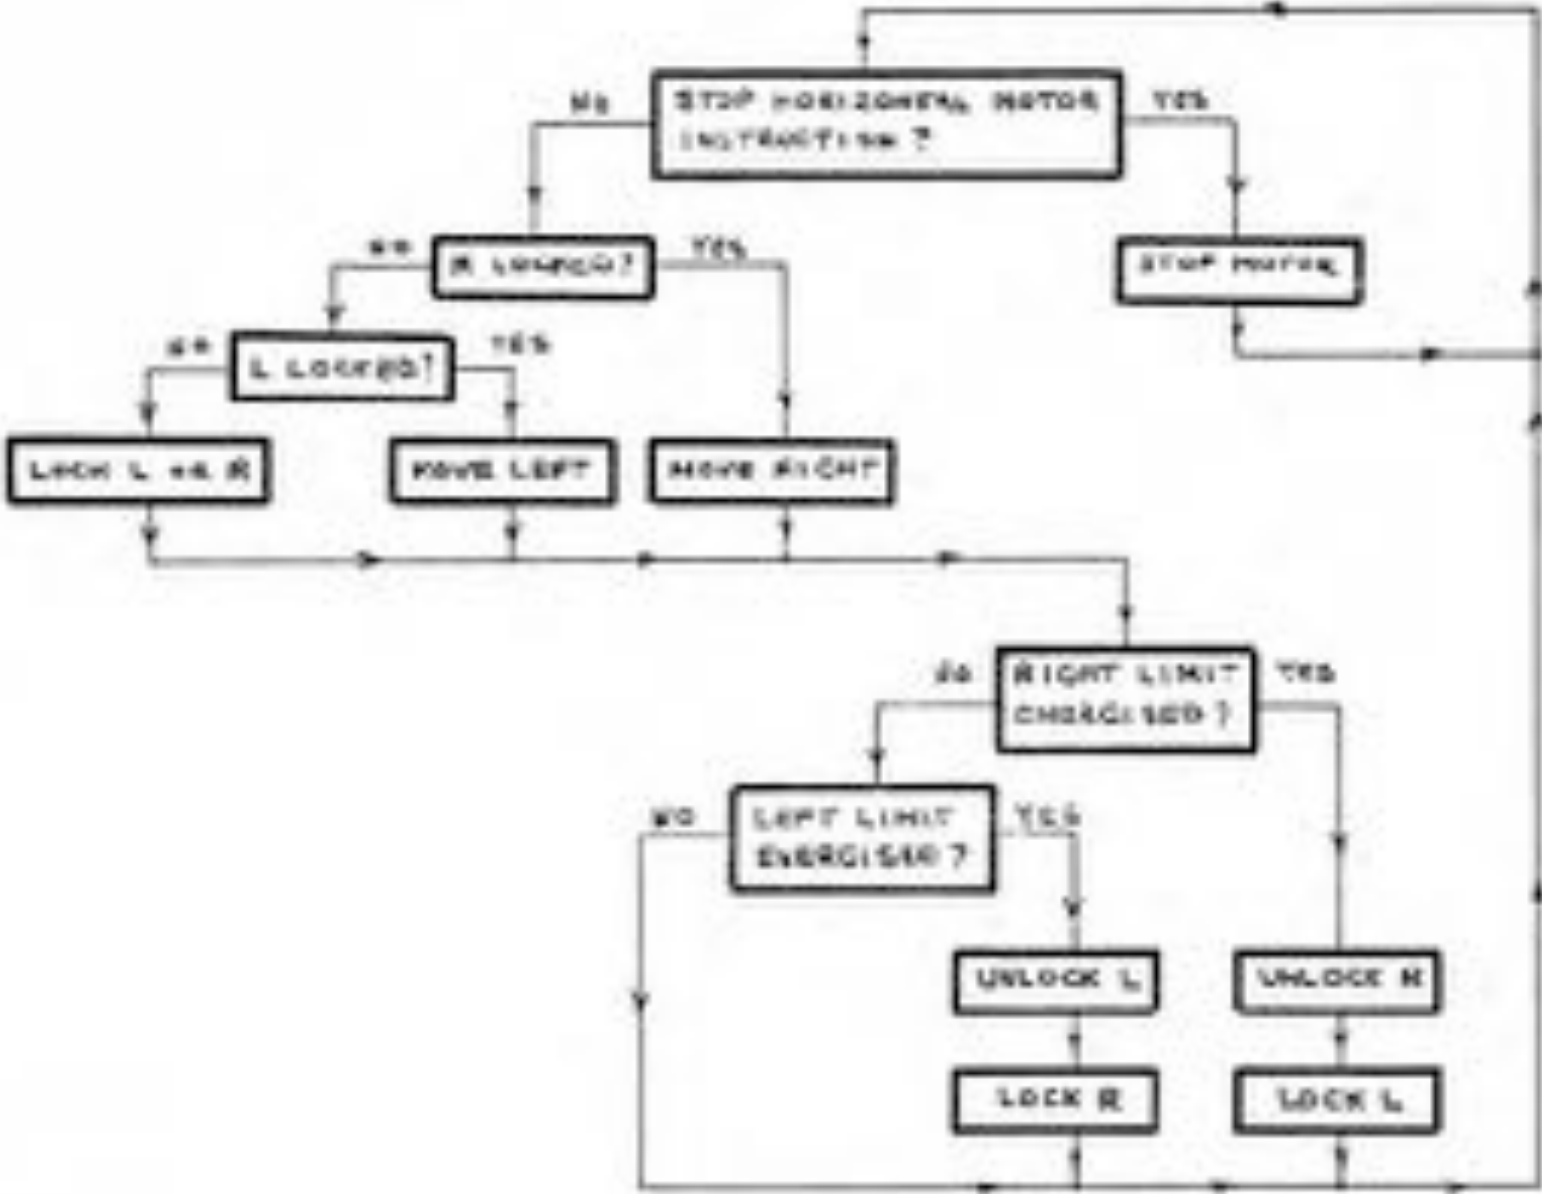 NO
STOP HORIZONTAL MOTOR
YES
INSTRUCTION ?
NO
R LOCKED?
YES
STOP MOTOR
NO
L LOCKED?
YES
LOCK L OR R
MOVE LEFT
MOVE RIGHT
NO
RIGHT LIMIT
YES
ENERGISED ?
NO
LEFT LIMIT
YES
ENERGISED ?
UNLOCK L
UNLOCK R
LOCK R
LOCK L